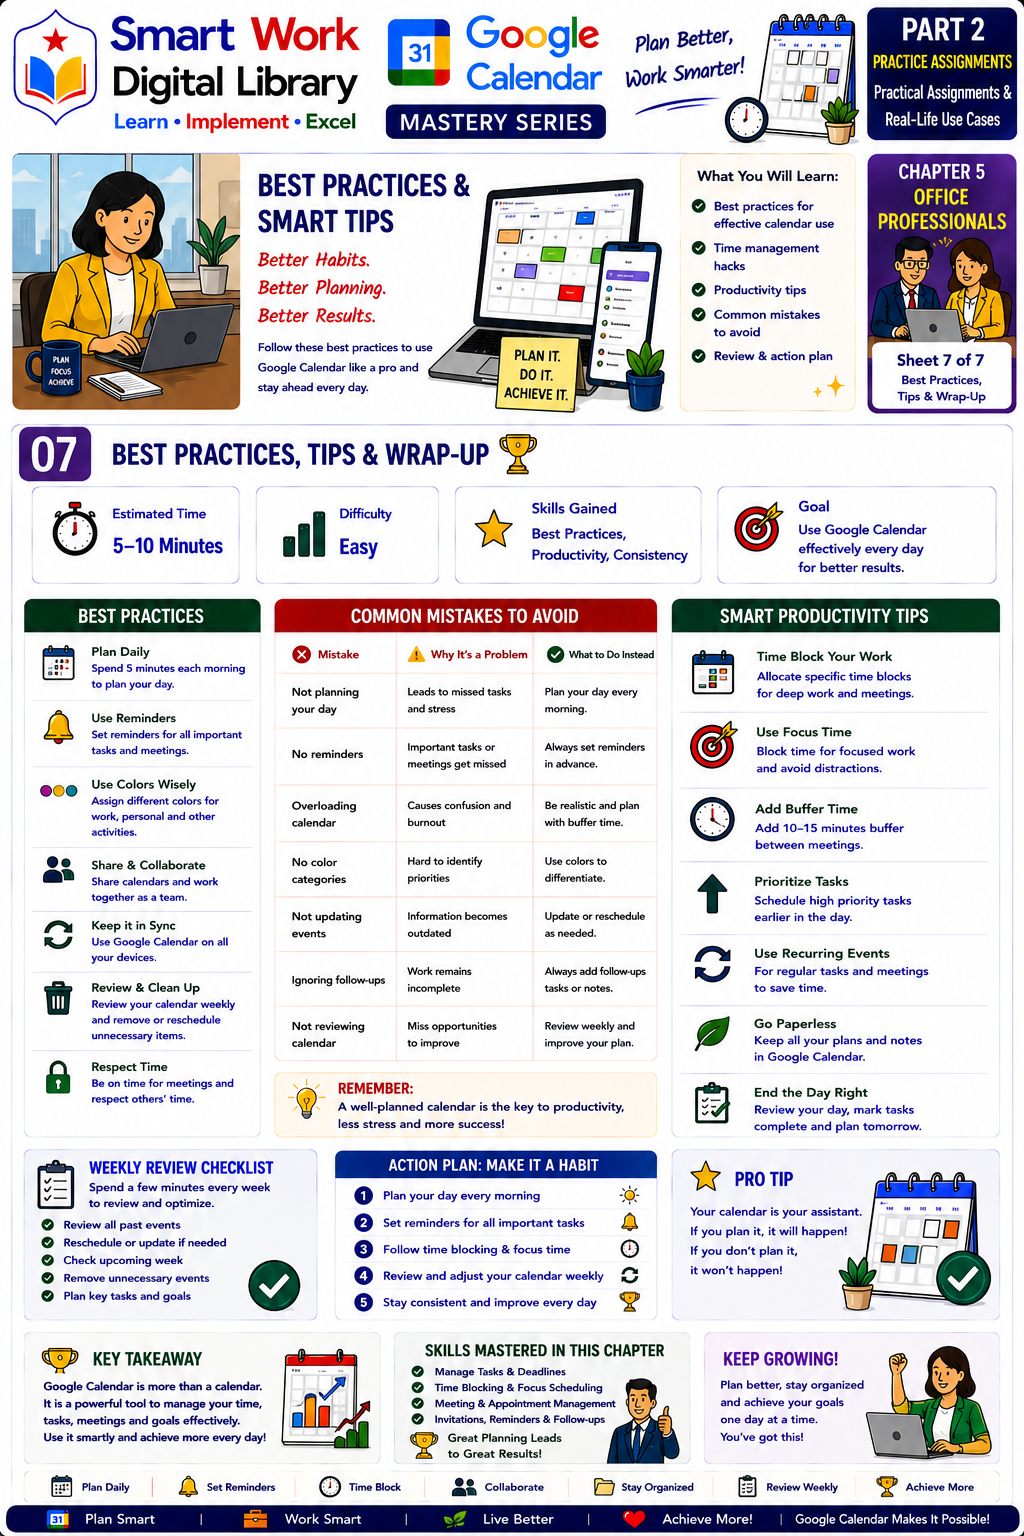 Smart Work
Digital Library
Learn • Implement • Excel
31
Google
Calendar
MASTERY SERIES
Plan Better,
Work Smarter!
PART 2
PRACTICE ASSIGNMENTS
Practical Assignments &
Real-Life Use Cases
PLAN
FOCUS
ACHIEVE
BEST PRACTICES &
SMART TIPS
Better Habits.
Better Planning.
Better Results.
Follow these best practices to use
Google Calendar like a pro and
stay ahead every day.
PLAN IT.
DO IT.
ACHIEVE IT.
What You Will Learn:
Best practices for
effective calendar use
Time management
hacks
Productivity tips
Common mistakes
to avoid
Review & action plan
CHAPTER 5
OFFICE
PROFESSIONALS
Sheet 7 of 7
Best Practices,
Tips & Wrap-Up
07
BEST PRACTICES, TIPS & WRAP-UP
Estimated Time
5–10 Minutes
Difficulty
Easy
Skills Gained
Best Practices,
Productivity, Consistency
Goal
Use Google Calendar
effectively every day
for better results.
BEST PRACTICES
Plan Daily
Spend 5 minutes each morning
to plan your day.
Use Reminders
Set reminders for all important
tasks and meetings.
Use Colors Wisely
Assign different colors for
work, personal and other
activities.
Share & Collaborate
Share calendars and work
together as a team.
Keep it in Sync
Use Google Calendar on all
your devices.
Review & Clean Up
Review your calendar weekly
and remove or reschedule
unnecessary items.
Respect Time
Be on time for meetings and
respect others' time.
COMMON MISTAKES TO AVOID
Mistake
Why It's a Problem
What to Do Instead
Not planning
your day
Leads to missed tasks
and stress
Plan your day every
morning.
No reminders
Important tasks or
meetings get missed
Always set reminders
in advance.
Overloading
calendar
Causes confusion and
burnout
Be realistic and plan
with buffer time.
No color
categories
Hard to identify
priorities
Use colors to
differentiate.
Not updating
events
Information becomes
outdated
Update or reschedule
as needed.
Ignoring follow-ups
Work remains
incomplete
Always add follow-ups
tasks or notes.
Not reviewing
calendar
Miss opportunities
to improve
Review weekly and
improve your plan.
REMEMBER:
A well-planned calendar is the key to productivity,
less stress and more success!
SMART PRODUCTIVITY TIPS
Time Block Your Work
Allocate specific time blocks
for deep work and meetings.
Use Focus Time
Block time for focused work
and avoid distractions.
Add Buffer Time
Add 10–15 minutes buffer
between meetings.
Prioritize Tasks
Schedule high priority tasks
earlier in the day.
Use Recurring Events
For regular tasks and meetings
to save time.
Go Paperless
Keep all your plans and notes
in Google Calendar.
End the Day Right
Review your day, mark tasks
complete and plan tomorrow.
WEEKLY REVIEW CHECKLIST
Spend a few minutes every week
to review and optimize.
Review all past events
Reschedule or update if needed
Check upcoming week
Remove unnecessary events
Plan key tasks and goals
ACTION PLAN: MAKE IT A HABIT
1 Plan your day every morning
2 Set reminders for all important tasks
3 Follow time blocking & focus time
4 Review and adjust your calendar weekly
5 Stay consistent and improve every day
PRO TIP
Your calendar is your assistant.
If you plan it, it will happen!
If you don't plan it,
it won't happen!
KEY TAKEAWAY
Google Calendar is more than a calendar.
It is a powerful tool to manage your time,
tasks, meetings and goals effectively.
Use it smartly and achieve more every day!
SKILLS MASTERED IN THIS CHAPTER
Manage Tasks & Deadlines
Time Blocking & Focus Scheduling
Meeting & Appointment Management
Invitations, Reminders & Follow-ups
Great Planning Leads
to Great Results!
KEEP GROWING!
Plan better, stay organized
and achieve your goals
one day at a time.
You've got this!
Plan Daily
Set Reminders
Time Block
Collaborate
Stay Organized
Review Weekly
Achieve More
31 Plan Smart | Work Smart | Live Better | Achieve More! | Google Calendar Makes It Possible!